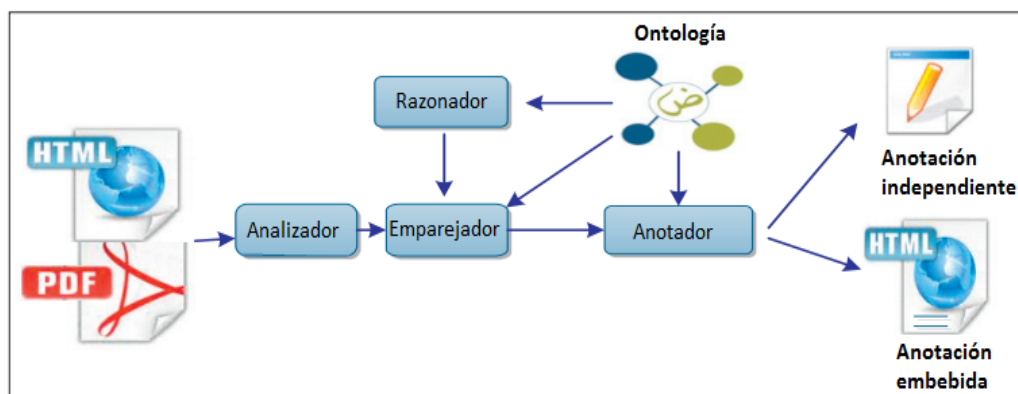 Ontología
Razonador
ض
HTML
Analizador
Emparejador
Anotador
PDF
Anotación
independiente
HTML
Anotación
embebida